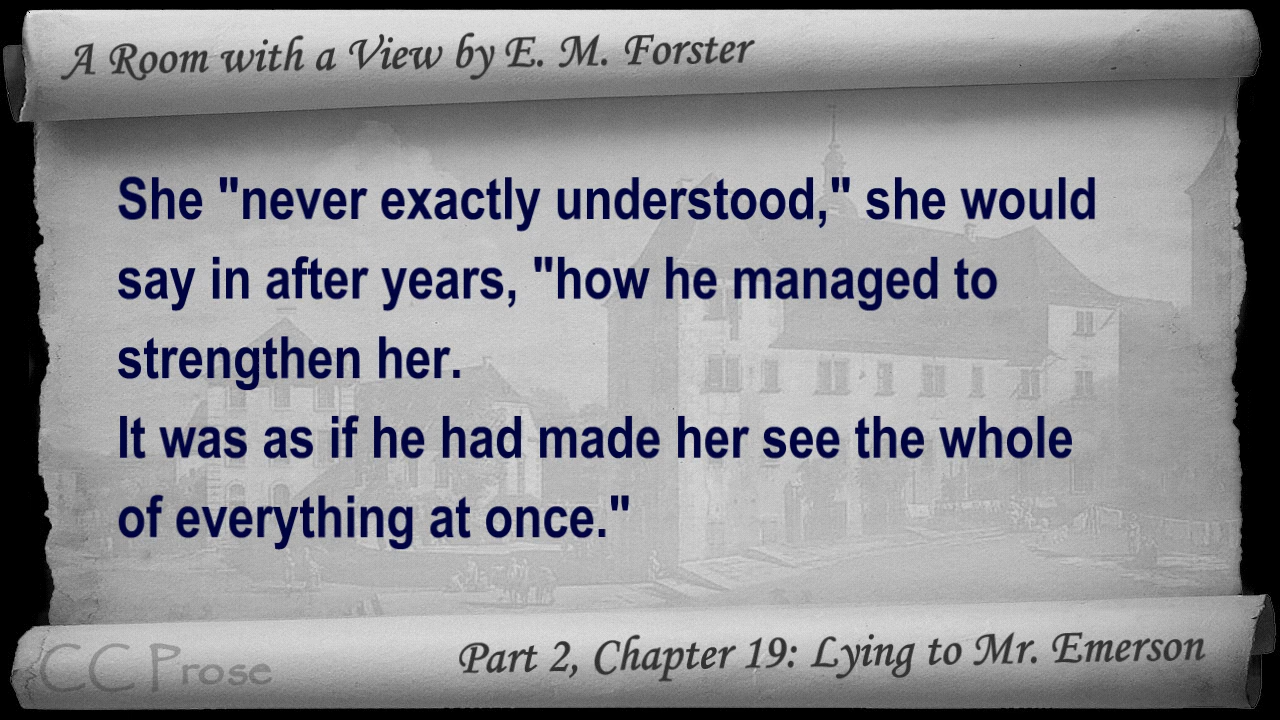 A Room with a View by E. M. Forster
She "never exactly understood," she would
say in after years, "how he managed to
strengthen her.
It was as if he had made her see the whole
of everything at once."
CC Prose
Part 2, Chapter 19: Lying to Mr. Emerson